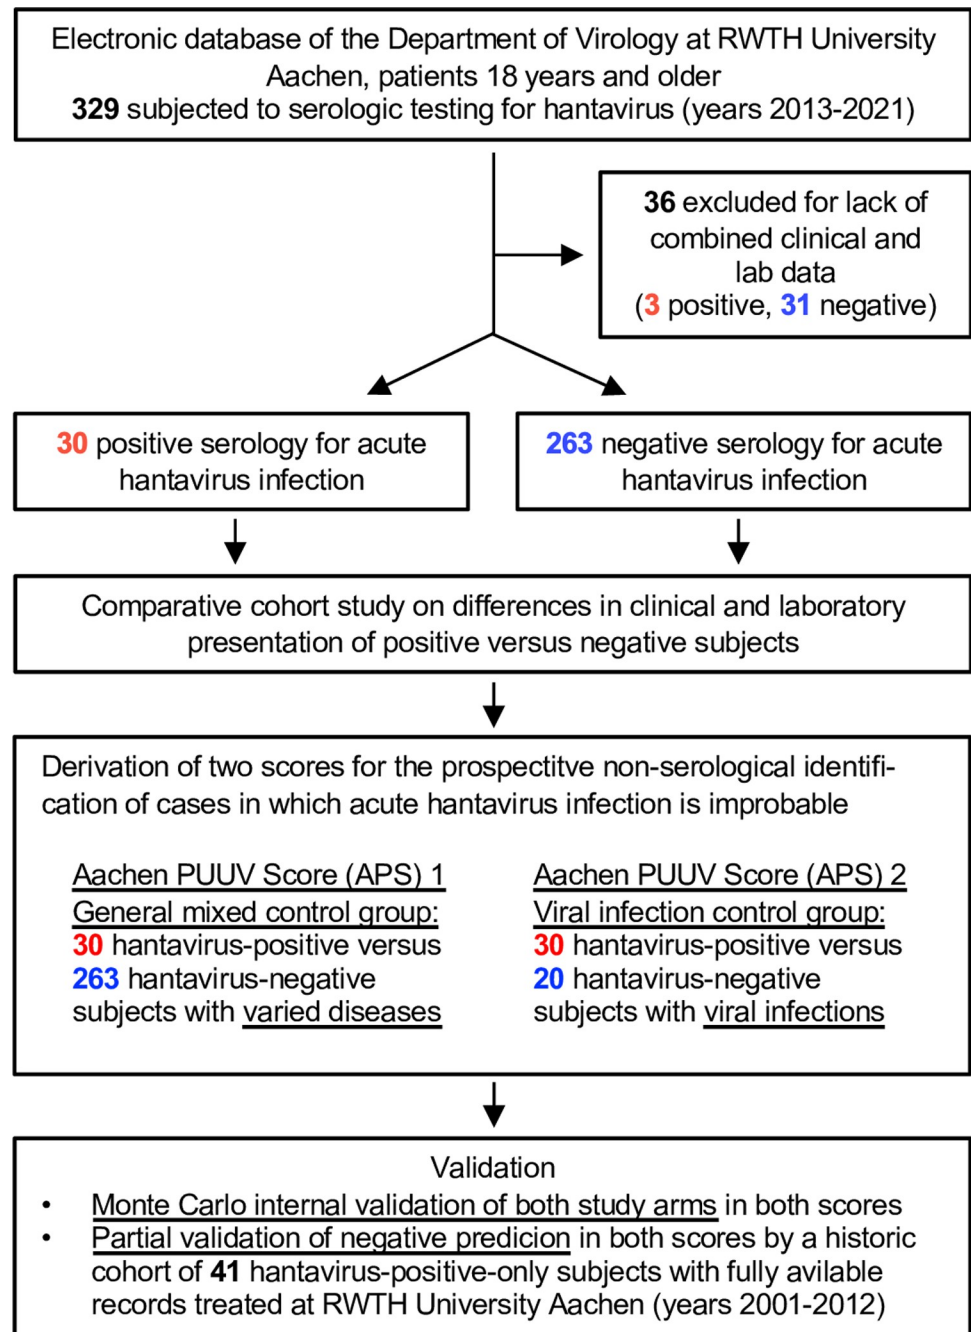 Electronic database of the Department of Virology at RWTH University
Aachen, patients 18 years and older
329 subjected to serologic testing for hantavirus (years 2013-2021)
36 excluded for lack of
combined clinical and
lab data
(3 positive, 31 negative)
30 positive serology for acute
hantavirus infection
263 negative serology for acute
hantavirus infection
Comparative cohort study on differences in clinical and laboratory
presentation of positive versus negative subjects
Derivation of two scores for the prospectitve non-serological identifi-
cation of cases in which acute hantavirus infection is improbable
Aachen PUUV Score (APS) 1
General mixed control group:
30 hantavirus-positive versus
263 hantavirus-negative
subjects with varied diseases
Aachen PUUV Score (APS) 2
Viral infection control group:
30 hantavirus-positive versus
20 hantavirus-negative
subjects with viral infections
Validation
• Monte Carlo internal validation of both study arms in both scores
• Partial validation of negative predicion in both scores by a historic
cohort of 41 hantavirus-positive-only subjects with fully avilable
records treated at RWTH University Aachen (years 2001-2012)